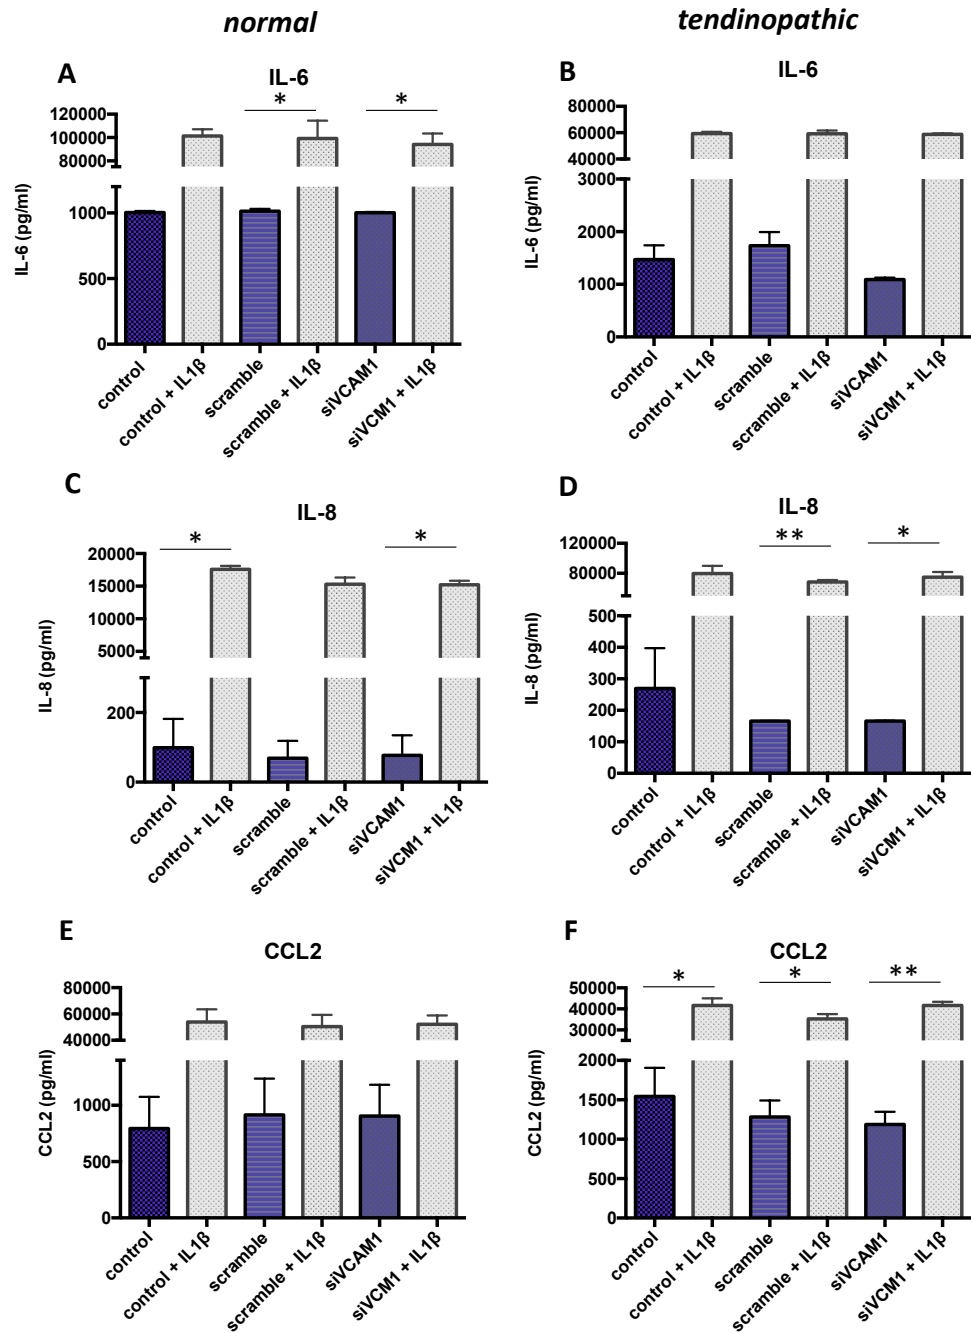 normal
tendinopathic
A
IL-6
*
*
120000
100000
80000
1000
500
0
IL-6 (pg/ml)
control
control + IL1β
scramble
scramble + IL1β
siVCAM1
siVCM1 + IL1β
B
IL-6
80000
60000
40000
3000
2000
1000
0
IL-6 (pg/ml)
control
control + IL1β
scramble
scramble + IL1β
siVCAM1
siVCM1 + IL1β
C
IL-8
*
*
20000
15000
10000
5000
200
0
IL-8 (pg/ml)
control
control + IL1β
scramble
scramble + IL1β
siVCAM1
siVCM1 + IL1β
D
IL-8
**
*
120000
80000
500
400
300
200
100
0
IL-8 (pg/ml)
control
control + IL1β
scramble
scramble + IL1β
siVCAM1
siVCM1 + IL1β
E
CCL2
80000
60000
40000
1000
500
0
CCL2 (pg/ml)
control
control + IL1β
scramble
scramble + IL1β
siVCAM1
siVCM1 + IL1β
F
CCL2
*
*
**
50000
40000
30000
2000
1500
1000
500
0
CCL2 (pg/ml)
control
control + IL1β
scramble
scramble + IL1β
siVCAM1
siVCM1 + IL1β